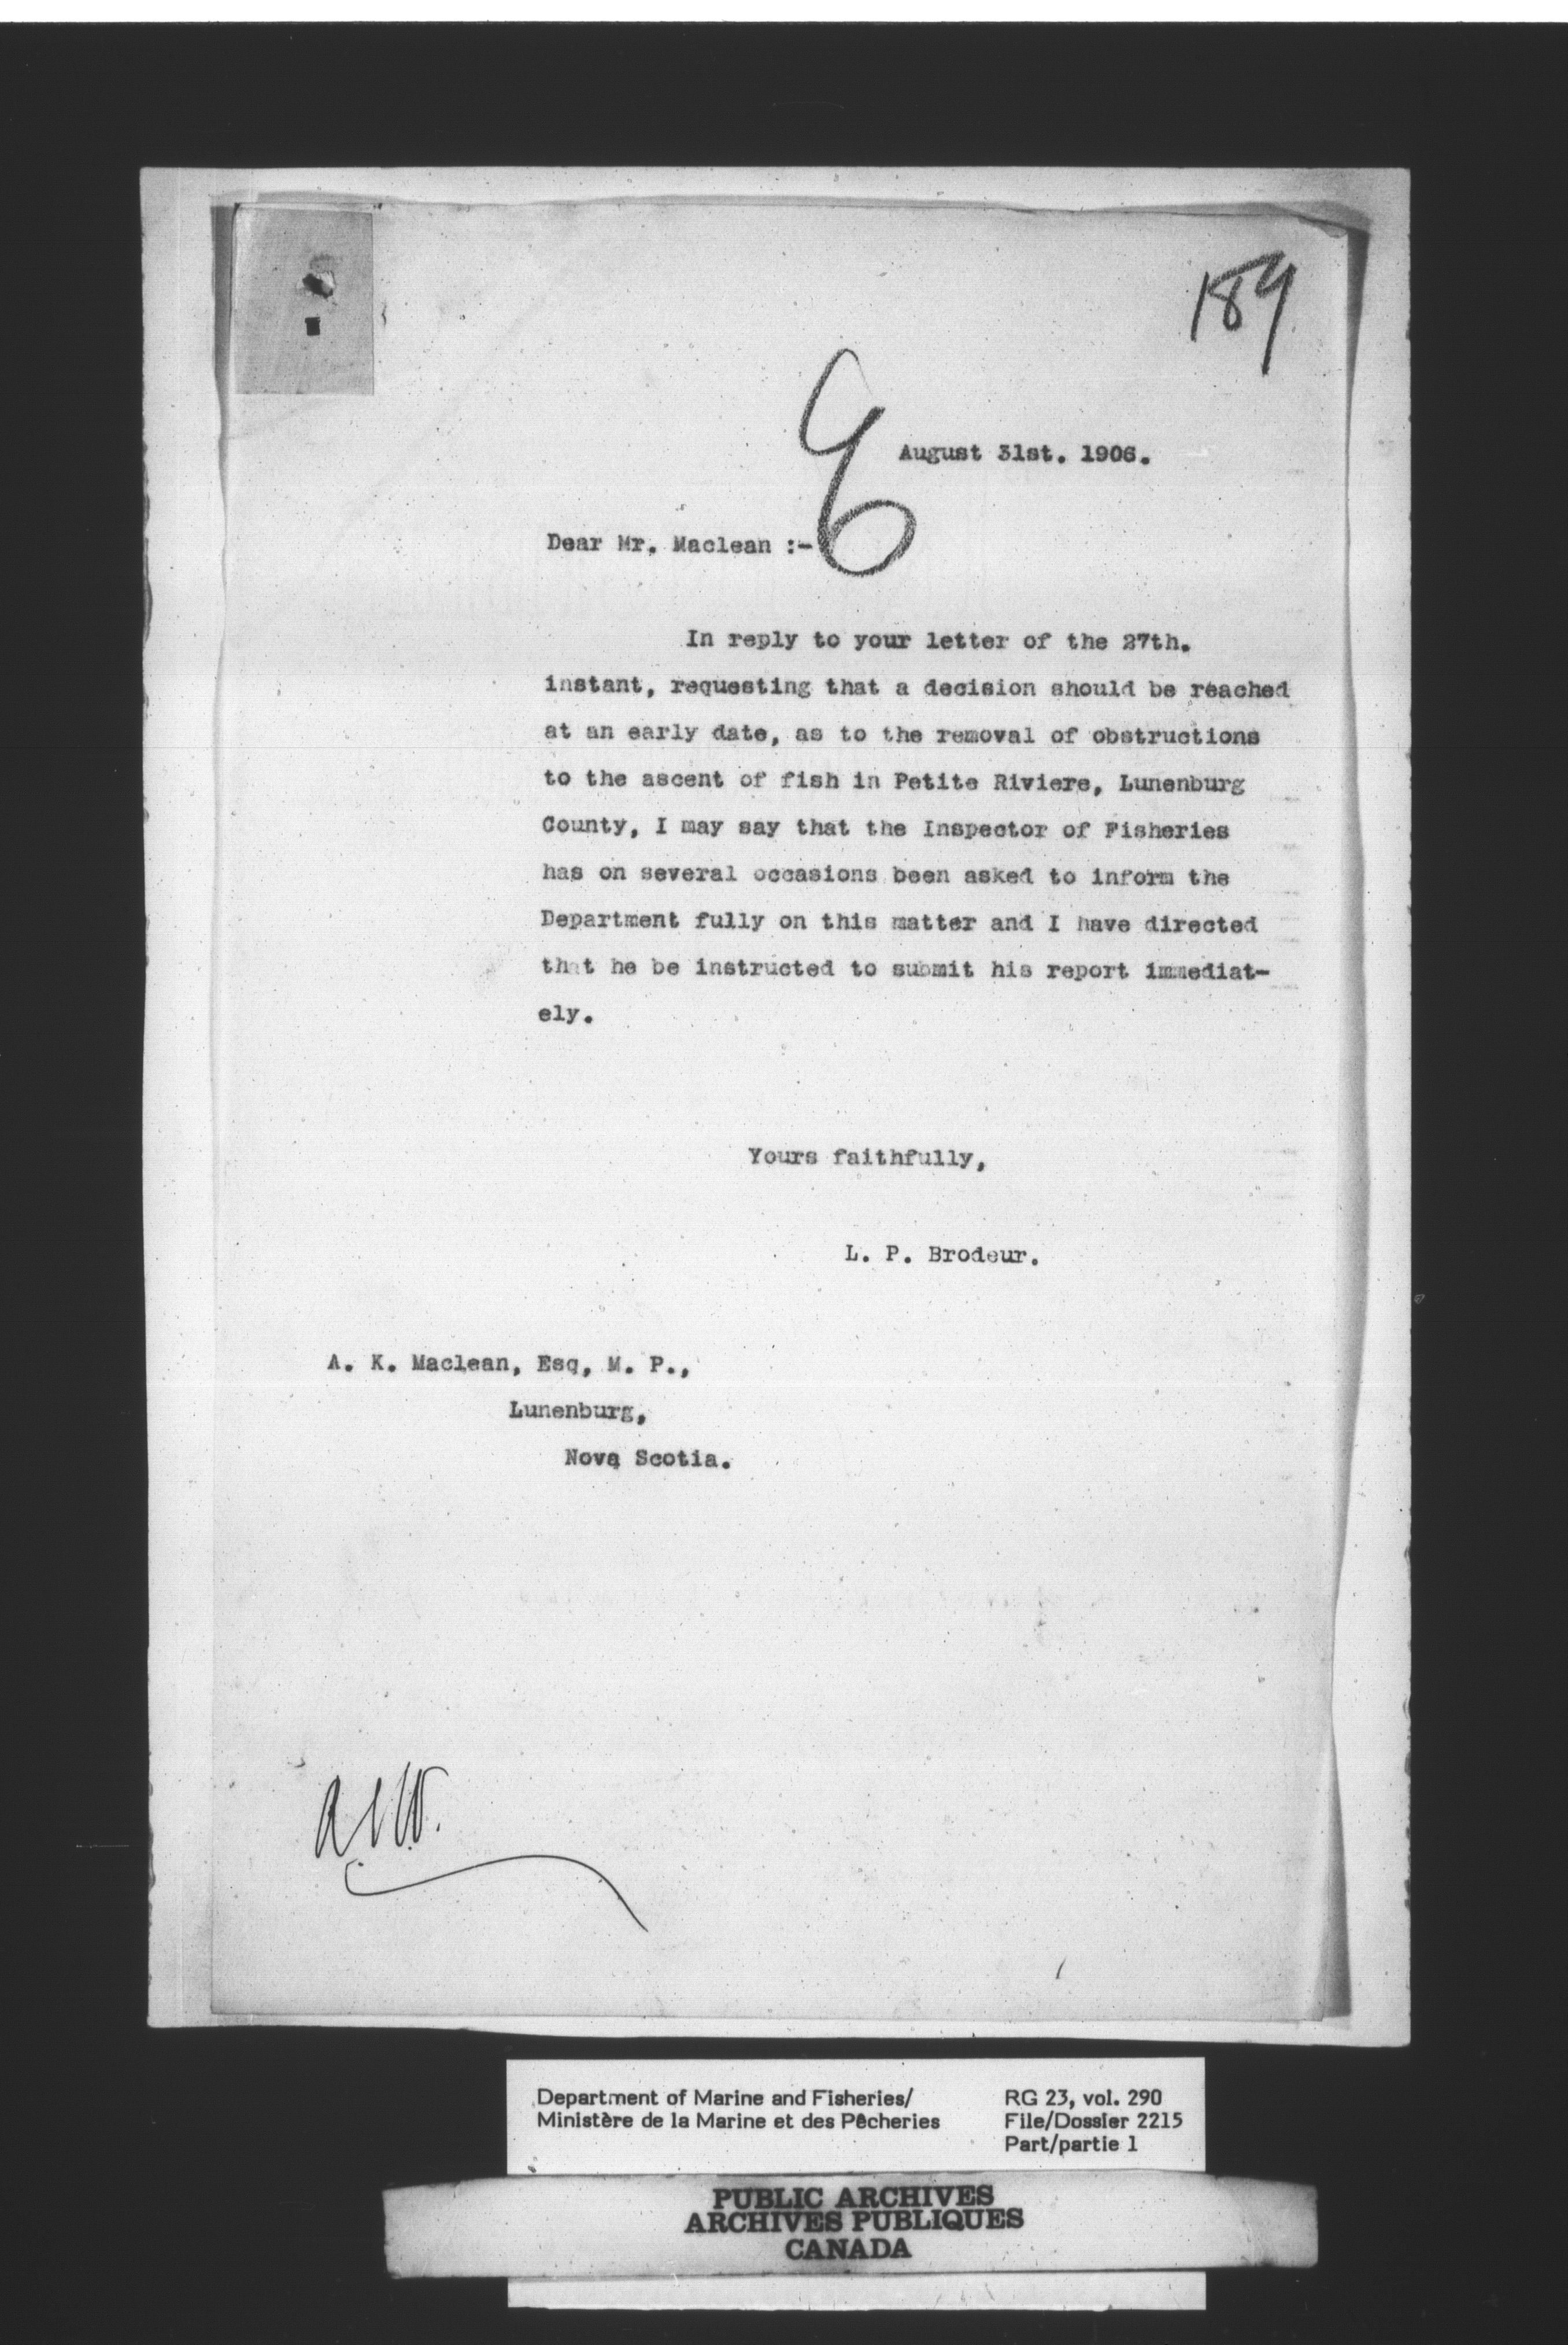 189
August 31st. 1906.
Dear Mr. Maclean :-
In reply to your letter of the 27th.
instant, requesting that a decision should be reached
at an early date, as to the removal of obstructions
to the ascent of fish in Petite Riviere, Lunenburg
County, I may say that the Inspector of Fisheries
has on several occasions been asked to inform the
Department fully on this matter and I have directed
that he be instructed to submit his report immediat-
ely.
Yours faithfully,
L. P. Brodeur.
A. K. Maclean, Esq, M. P.,
Lunenburg,
Nova Scotia.
Department of Marine and Fisheries/
Ministère de la Marine et des Pêcheries
RG 23, vol. 290
File/Dossier 2215
Part/partie 1
PUBLIC ARCHIVES
ARCHIVES PUBLIQUES
CANADA